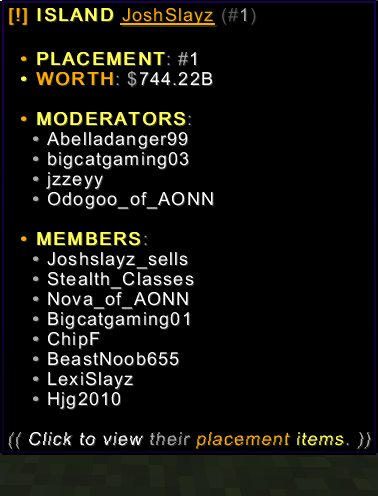 [!] ISLAND JoshSlayz (#1)
• PLACEMENT: #1
• WORTH: $744.22B
• MODERATORS:
• Abelladanger99
• bigcatgaming03
• jzzeyy
• Odogoo_of_AONN
• MEMBERS:
• Joshslayz_sells
• Stealth_Classes
• Nova_of_AONN
• Bigcatgaming01
• ChipF
• BeastNoob655
• LexiSlayz
• Hjg2010
(( Click to view their placement items. ))